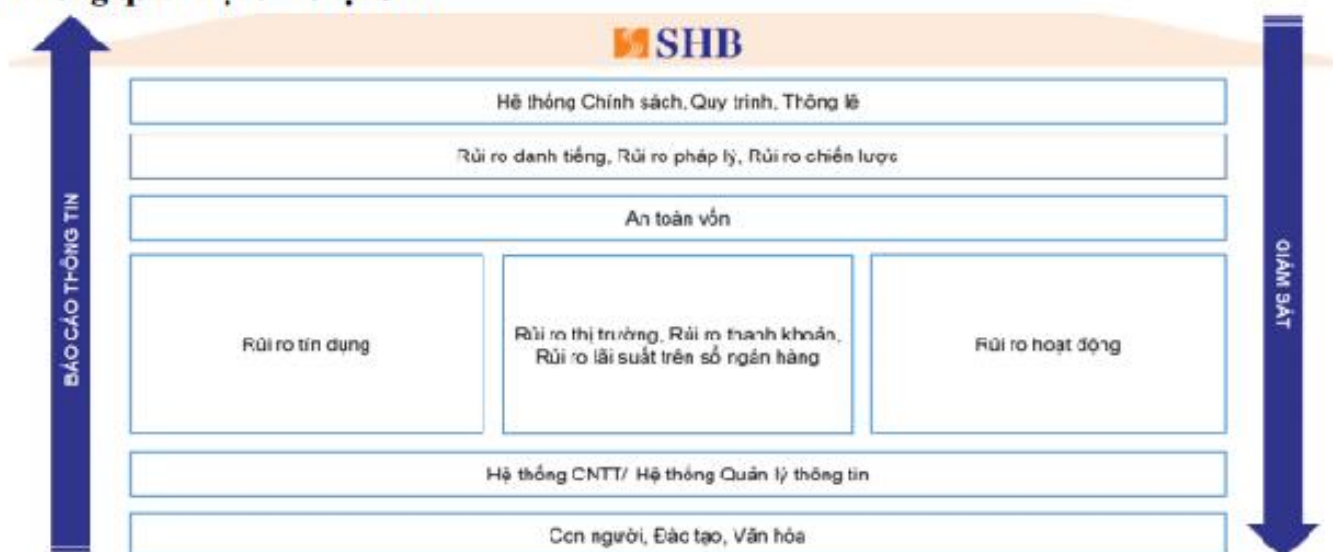 SHB
Hệ thống Chính sách, Quy trình, Thông lệ
Rủi ro danh tiếng, Rủi ro pháp lý, Rủi ro chiến lược
An toàn vốn
BÁO CÁO THÔNG TIN
GIÁM SÁT
Rủi ro tín dụng
Rủi ro thị trường, Rủi ro thanh khoản,
Rủi ro lãi suất trên sổ ngân hàng
Rủi ro hoạt động
Hệ thống CNTT/ Hệ thống Quản lý thông tin
Con người, Đào tạo, Văn hóa